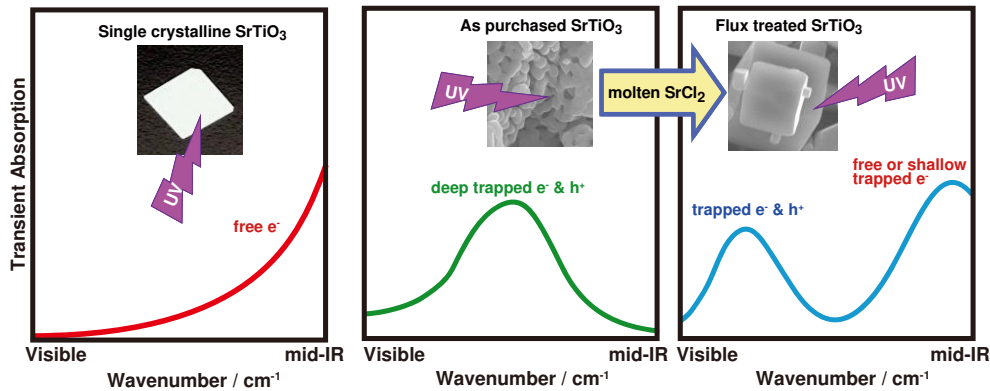 Single crystalline SrTiO₃
UV
free e⁻
Transient Absorption
Visible
mid-IR
Wavenumber / cm⁻¹
As purchased SrTiO₃
UV
molten SrCl₂
deep trapped e⁻ & h⁺
Visible
mid-IR
Wavenumber / cm⁻¹
Flux treated SrTiO₃
UV
free or shallow
trapped e⁻
trapped e⁻ & h⁺
Visible
mid-IR
Wavenumber / cm⁻¹